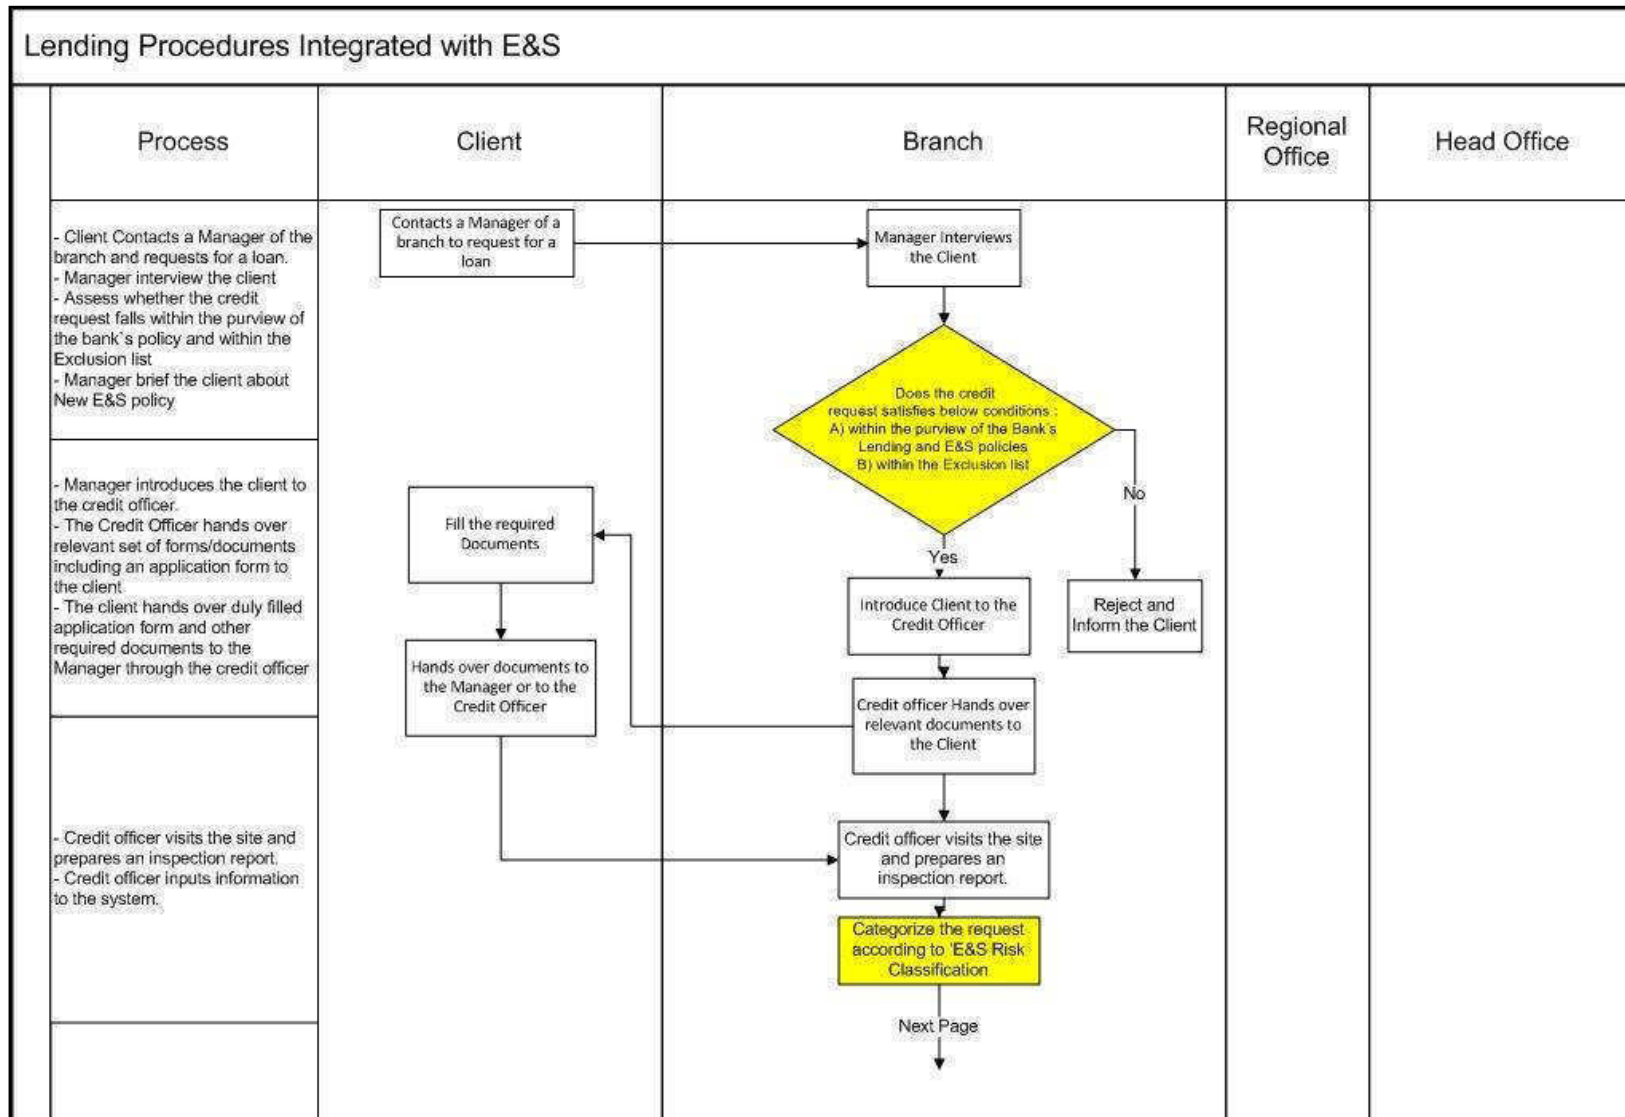 Lending Procedures Integrated with E&S
Process
Client
Branch
Regional
Office
Head Office
- Client Contacts a Manager of the
branch and requests for a loan.
- Manager interview the client
- Assess whether the credit
request falls within the purview of
the bank`s policy and within the
Exclusion list
- Manager brief the client about
New E&S policy
Contacts a Manager of a
branch to request for a
loan
Manager Interviews
the Client
Does the credit
request satisfies below conditions :
A) within the purview of the Bank's
Lending and E&S policies
B) within the Exclusion list
No
Yes
- Manager introduces the client to
the credit officer.
- The Credit Officer hands over
relevant set of forms/documents
including an application form to
the client
- The client hands over duly filled
application form and other
required documents to the
Manager through the credit officer
Fill the required
Documents
Introduce Client to the
Credit Officer
Reject and
Inform the Client
Hands over documents to
the Manager or to the
Credit Officer
Credit officer Hands over
relevant documents to
the Client
- Credit officer visits the site and
prepares an inspection report.
- Credit officer inputs information
to the system.
Credit officer visits the site
and prepares an
inspection report.
Categorize the request
according to 'E&S Risk
Classification
Next Page